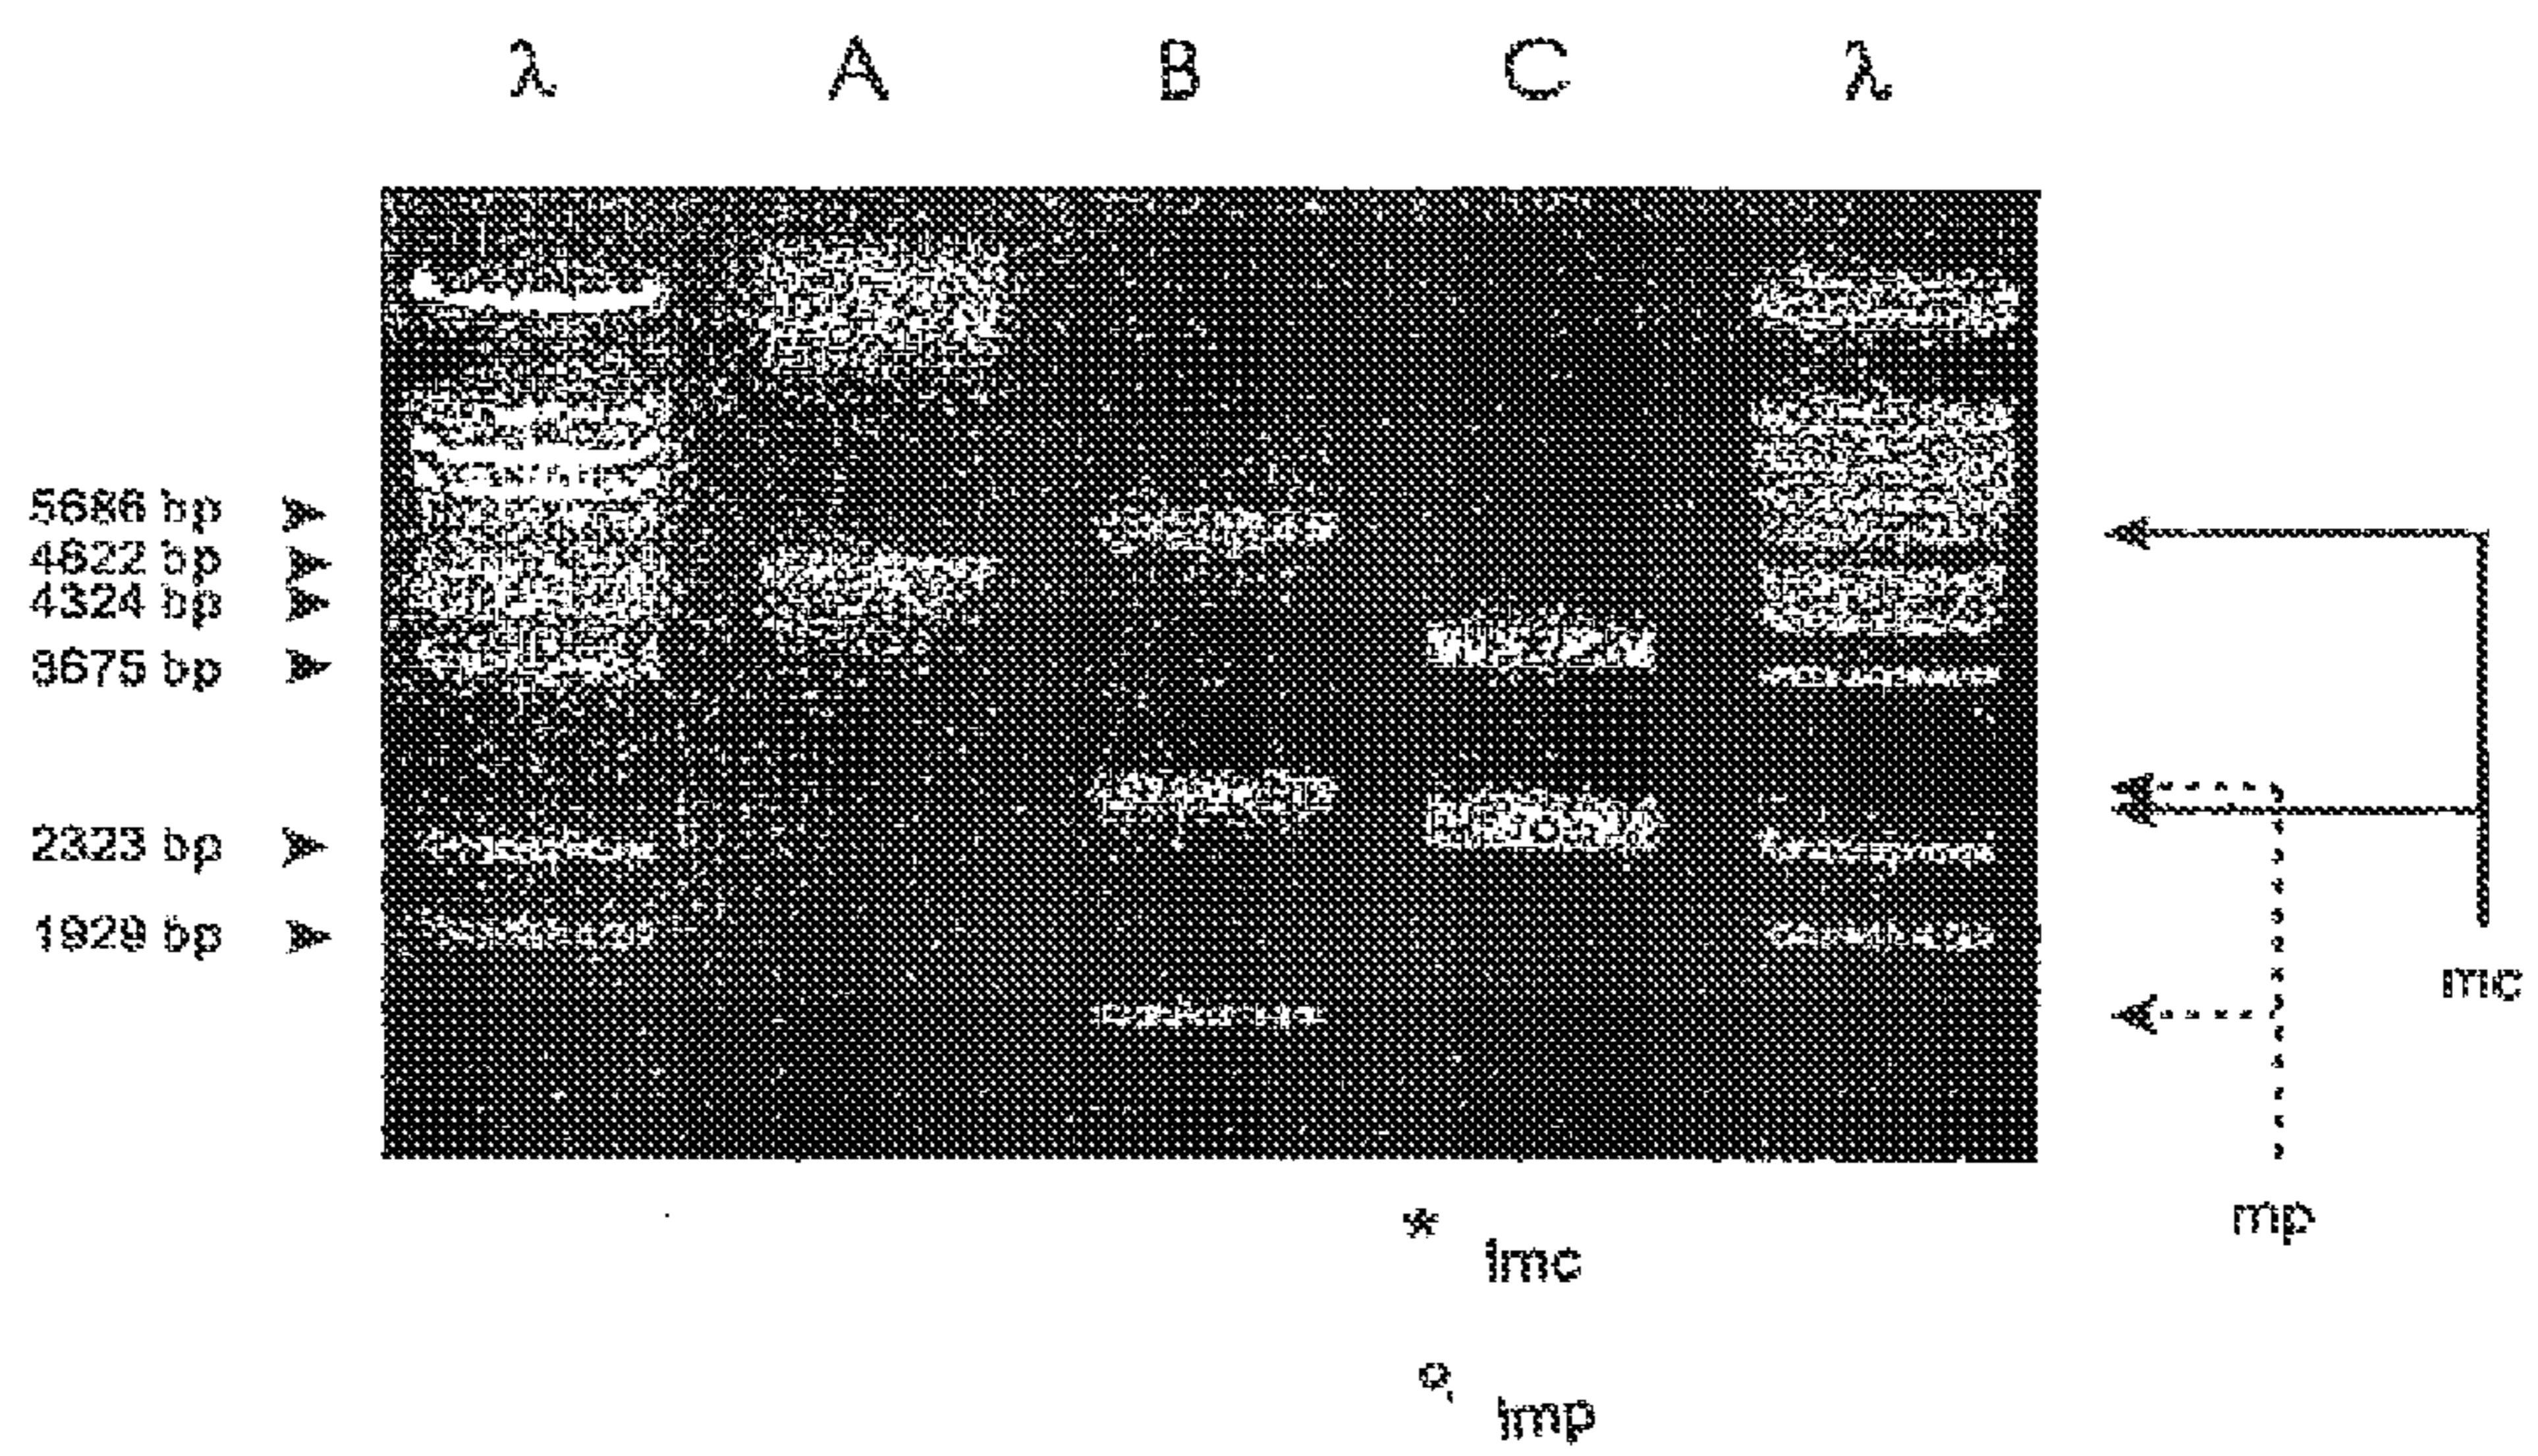 λ A B C λ
5686 bp
4622 bp
4324 bp
3675 bp
2323 bp
1929 bp
mc
mp
* lmc
° lmp